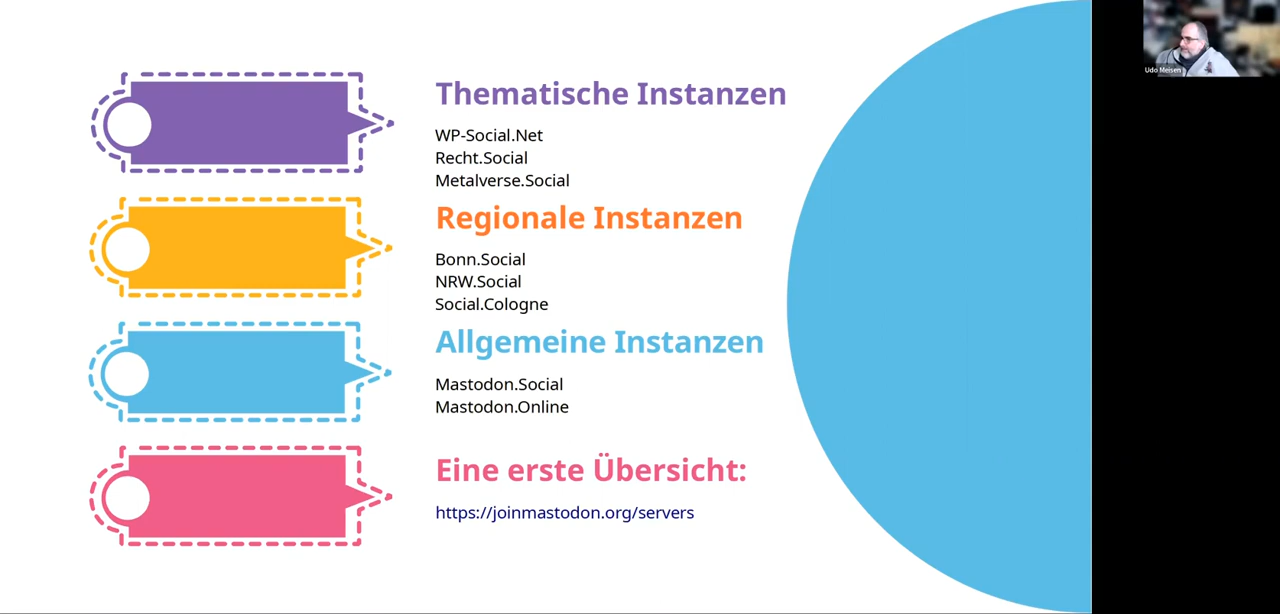 Thematische Instanzen
WP-Social.Net
Recht.Social
Metalverse.Social
Regionale Instanzen
Bonn.Social
NRW.Social
Social.Cologne
Allgemeine Instanzen
Mastodon.Social
Mastodon.Online
Eine erste Übersicht:
https://joinmastodon.org/servers
Udo Meisen